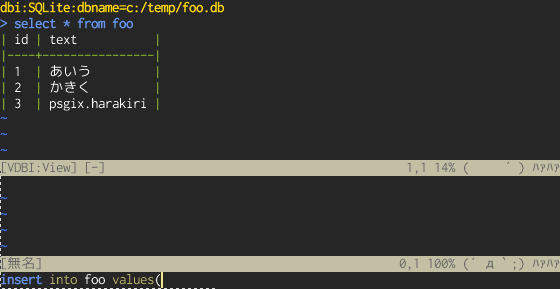 dbi:SQLite:dbname=c:/temp/foo.db
> select * from foo
| id | text |
|----+---------------|
| 1 | あいう |
| 2 | かきく |
| 3 | psgix.harakiri |
~
~
~
[VDBI:View] [-] 1,1 14% ( ´ ) ﾊｧﾊｧ
~
~
~
~
[無名] 0,1 100% (´ д `;) ﾊｧﾊｧ
insert into foo values(